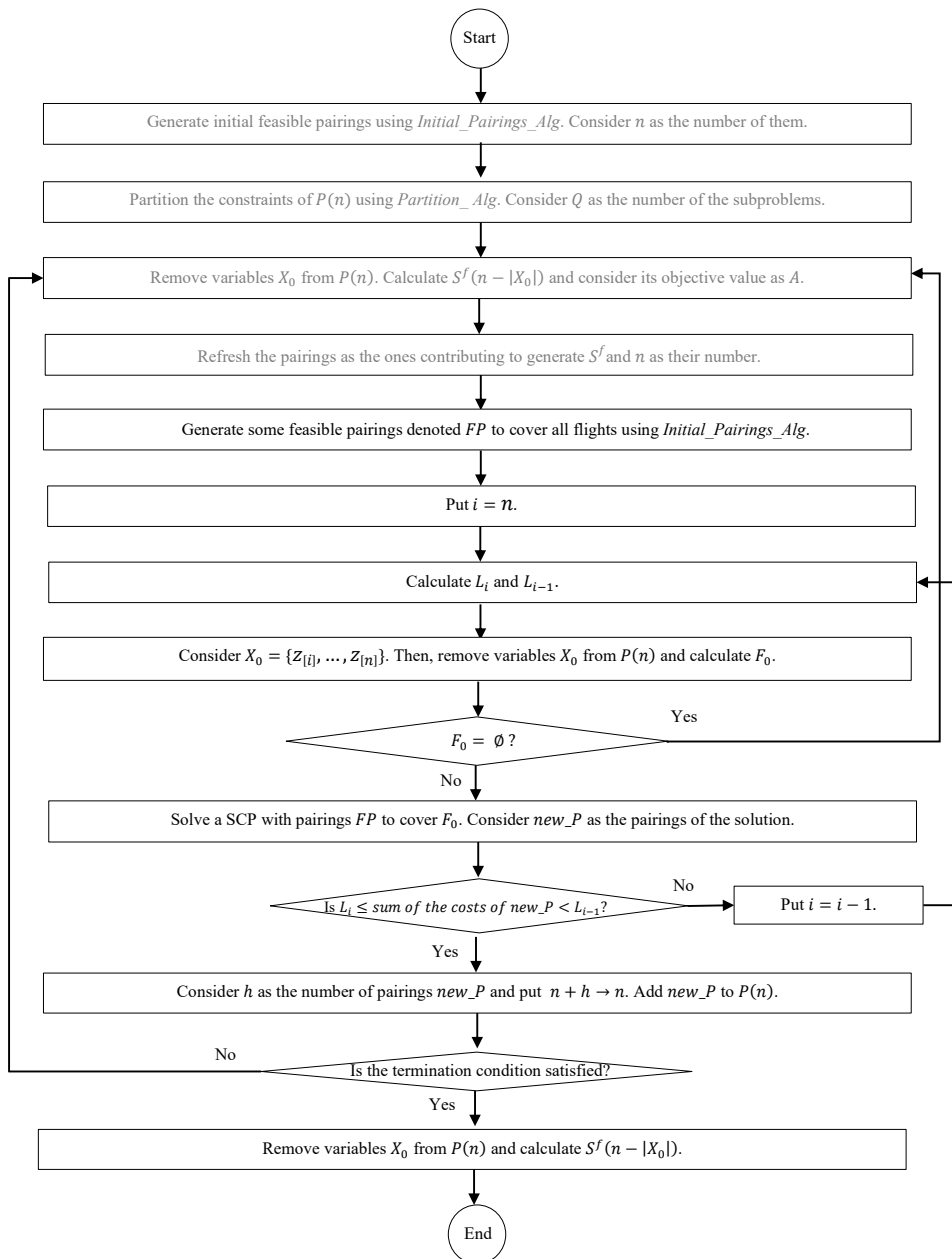 Start
Generate initial feasible pairings using Initial_Pairings_Alg. Consider n as the number of them.
Partition the constraints of P(n) using Partition_ Alg. Consider Q as the number of the subproblems.
Remove variables X₀ from P(n). Calculate Sᶠ(n − |X₀|) and consider its objective value as A.
Refresh the pairings as the ones contributing to generate Sᶠ and n as their number.
Generate some feasible pairings denoted FP to cover all flights using Initial_Pairings_Alg.
Put i = n.
Calculate Lᵢ and Lᵢ₋₁.
Consider X₀ = {z₍[i]₎, … , z₍[n]₎}. Then, remove variables X₀ from P(n) and calculate F₀.
Yes
F₀ = ∅ ?
No
Solve a SCP with pairings FP to cover F₀. Consider new_P as the pairings of the solution.
No
Is Lᵢ ≤ sum of the costs of new_P < Lᵢ₋₁?
Put i = i − 1.
Yes
Consider h as the number of pairings new_P and put n + h → n. Add new_P to P(n).
No
Is the termination condition satisfied?
Yes
Remove variables X₀ from P(n) and calculate Sᶠ(n − |X₀|).
End